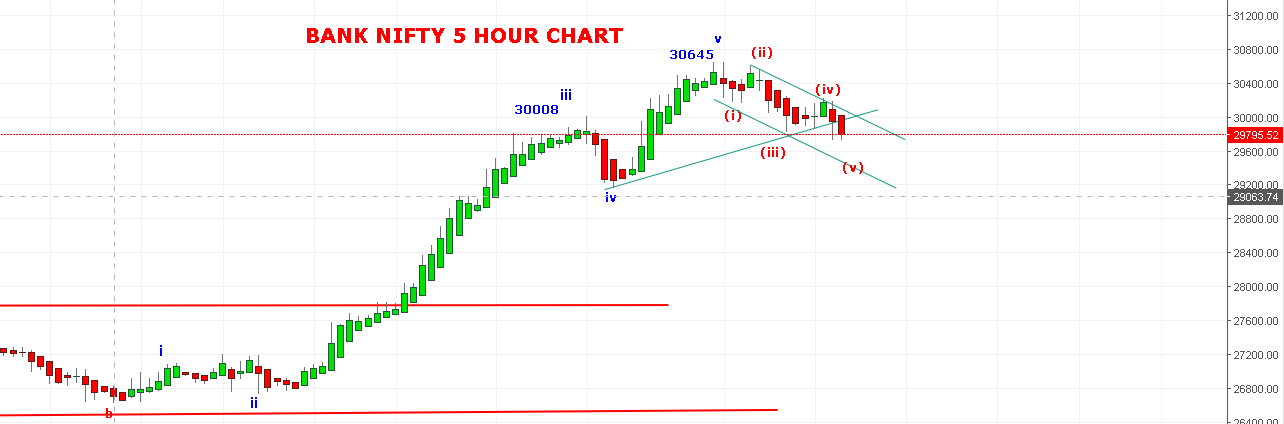 BANK NIFTY 5 HOUR CHART
v
30645
(ii)
iii
30008
(iv)
(i)
(iii)
(v)
iv
i
ii
b
31200.00
30800.00
30400.00
30000.00
29795.52
29600.00
29200.00
29063.74
28800.00
28400.00
28000.00
27600.00
27200.00
26800.00
26400.00